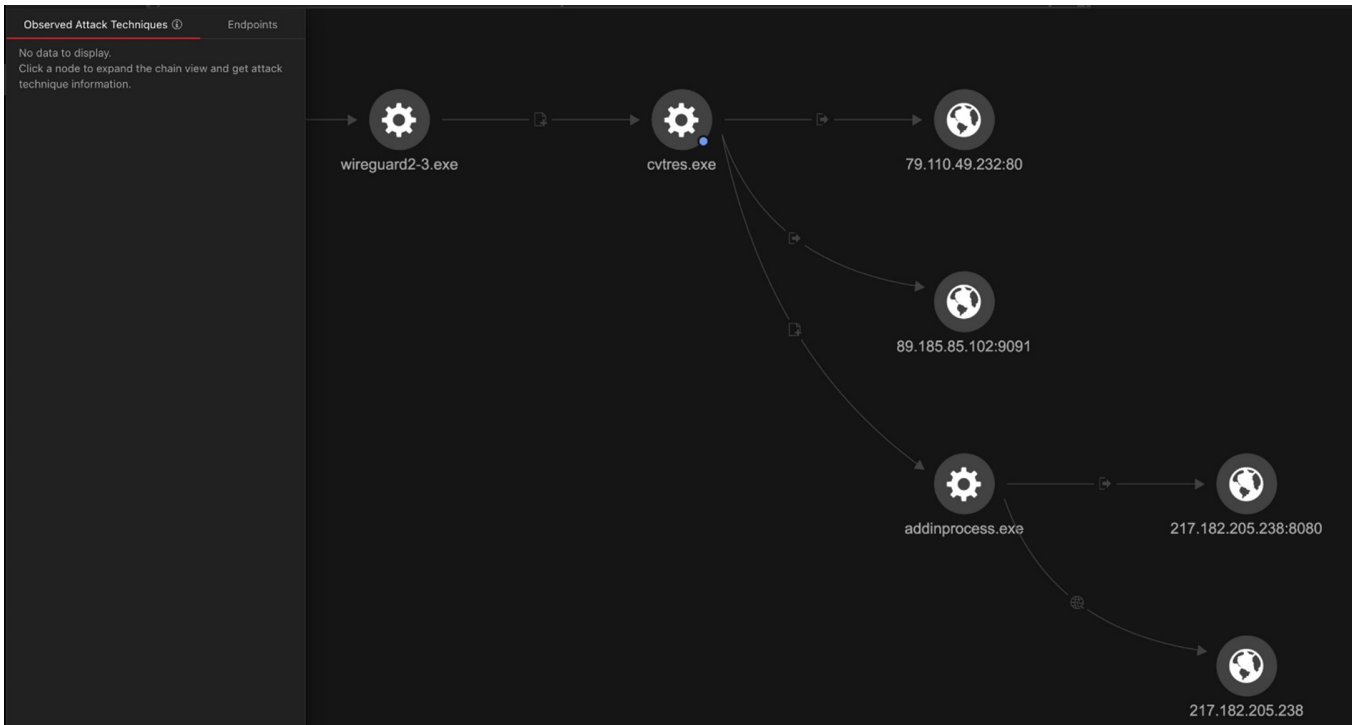 Observed Attack Techniques
Endpoints
No data to display.
Click a node to expand the chain view and get attack
technique information.
wireguard2-3.exe
cvtres.exe
79.110.49.232:80
89.185.85.102:9091
addinprocess.exe
217.182.205.238:8080
217.182.205.238